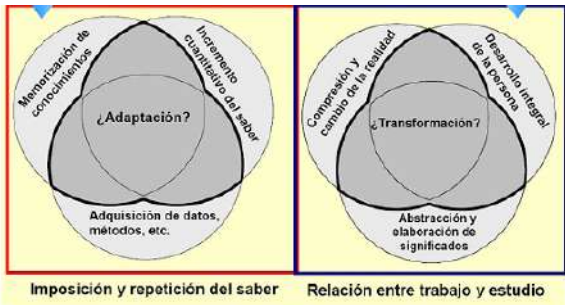 Memorización de
conocimientos
Incremento
cuantitativo del saber
¿Adaptación?
Adquisición de datos,
métodos, etc.
Imposición y repetición del saber
Compresión y
cambio de la realidad
Desarrollo integral
de la persona
¿Transformación?
Abstracción y
elaboración de
significados
Relación entre trabajo y estudio